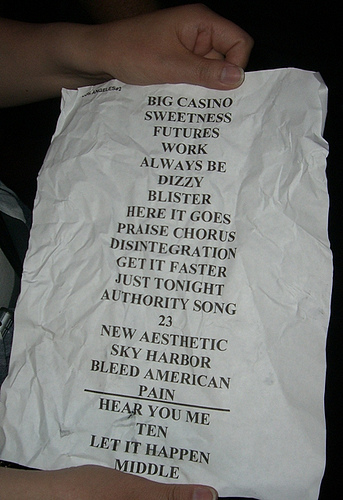 BIG CASINO
SWEETNESS
FUTURES
WORK
ALWAYS BE
DIZZY
BLISTER
HERE IT GOES
PRAISE CHORUS
DISINTEGRATION
GET IT FASTER
JUST TONIGHT
AUTHORITY SONG
23
NEW AESTHETIC
SKY HARBOR
BLEED AMERICAN
PAIN
HEAR YOU ME
TEN
LET IT HAPPEN
MIDDLE